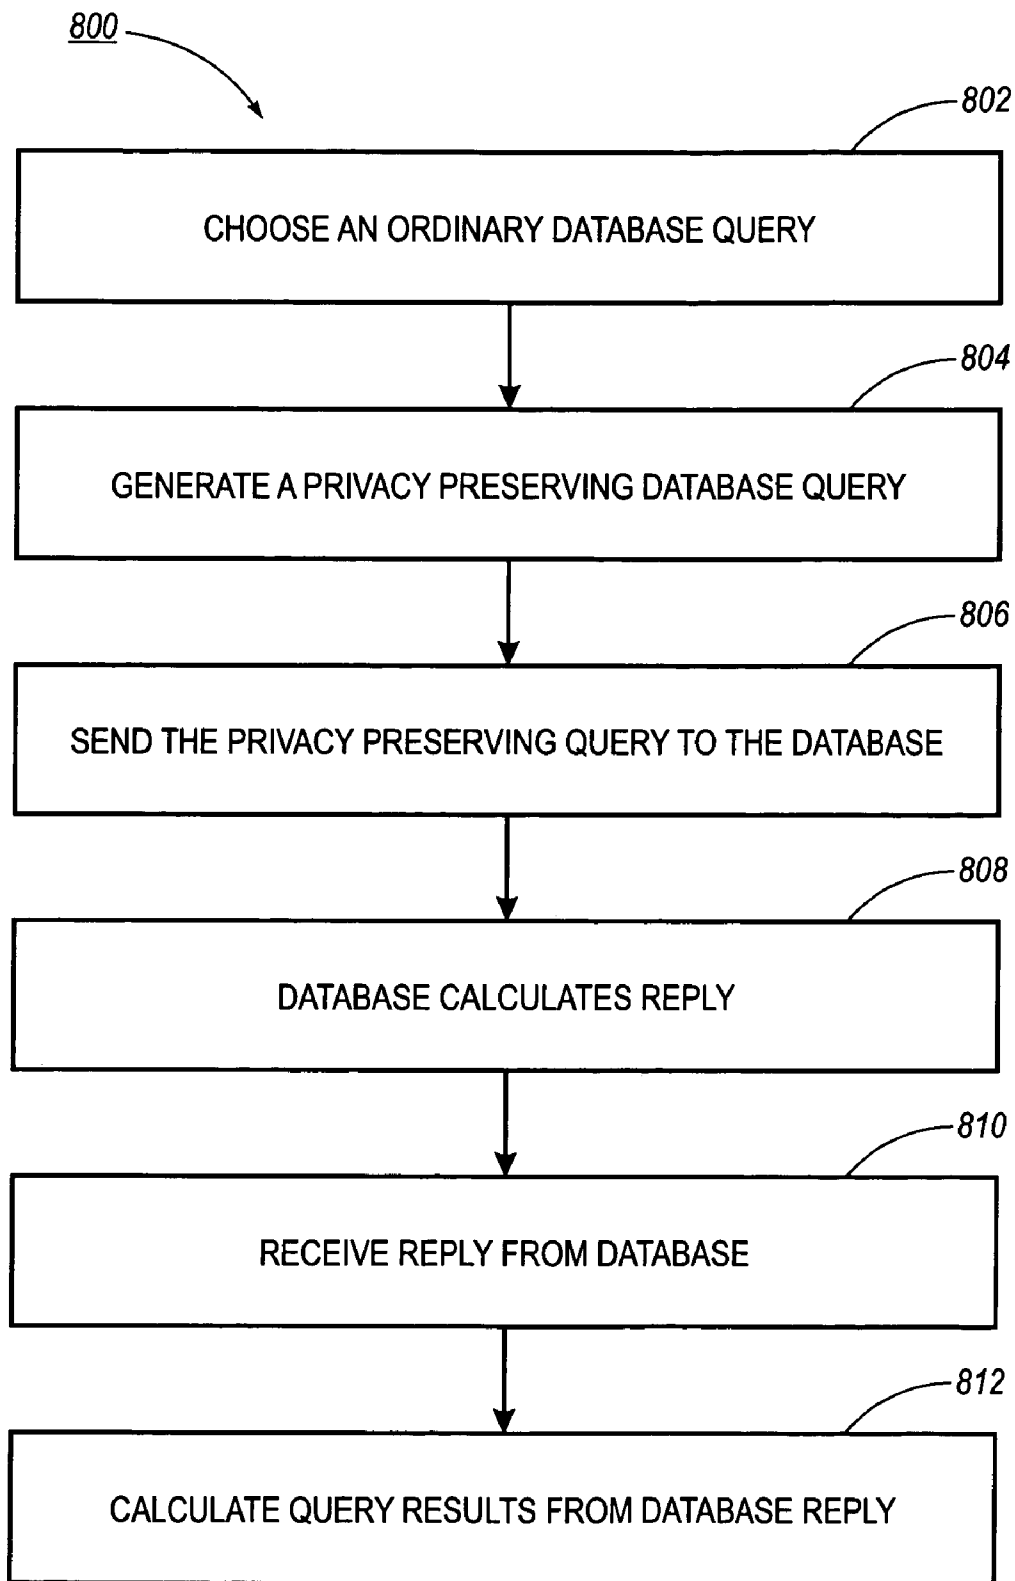 800
802
CHOOSE AN ORDINARY DATABASE QUERY
804
GENERATE A PRIVACY PRESERVING DATABASE QUERY
806
SEND THE PRIVACY PRESERVING QUERY TO THE DATABASE
808
DATABASE CALCULATES REPLY
810
RECEIVE REPLY FROM DATABASE
812
CALCULATE QUERY RESULTS FROM DATABASE REPLY